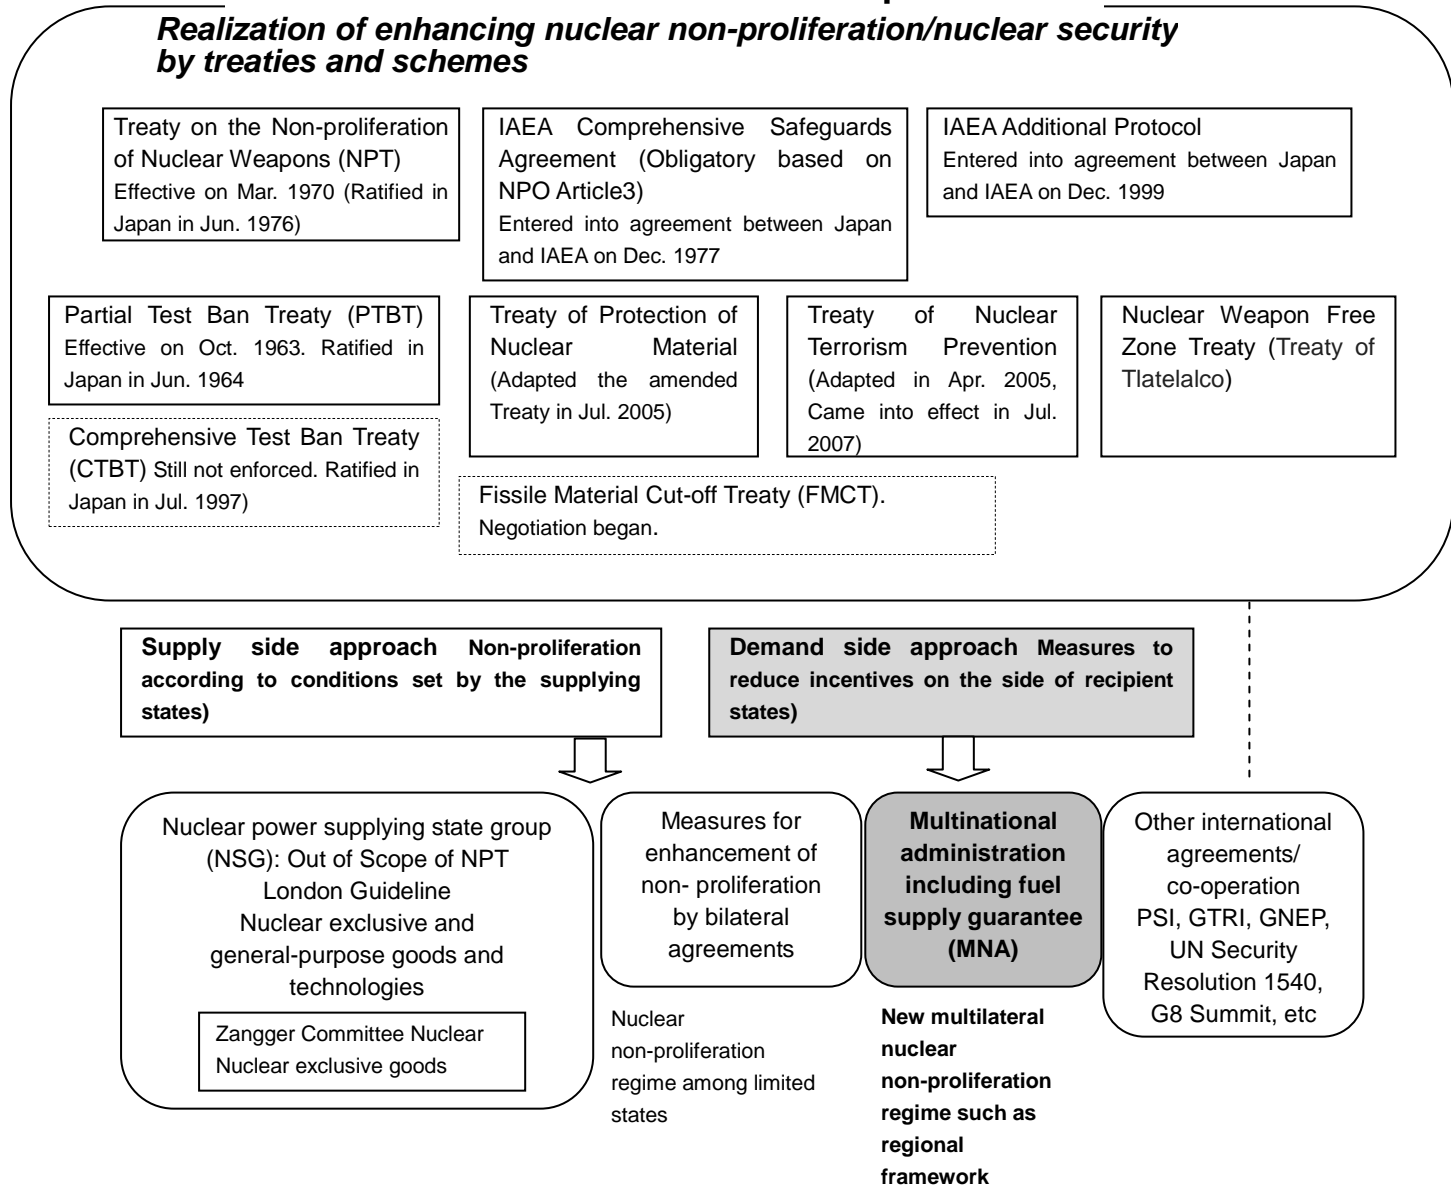 Realization of enhancing nuclear non-proliferation/nuclear security
by treaties and schemes
Treaty on the Non-proliferation
of Nuclear Weapons (NPT)
Effective on Mar. 1970 (Ratified in
Japan in Jun. 1976)
IAEA Comprehensive Safeguards
Agreement (Obligatory based on
NPO Article3)
Entered into agreement between Japan
and IAEA on Dec. 1977
IAEA Additional Protocol
Entered into agreement between Japan
and IAEA on Dec. 1999
Partial Test Ban Treaty (PTBT)
Effective on Oct. 1963. Ratified in
Japan in Jun. 1964
Treaty of Protection of
Nuclear Material
(Adapted the amended
Treaty in Jul. 2005)
Treaty of Nuclear
Terrorism Prevention
(Adapted in Apr. 2005,
Came into effect in Jul.
2007)
Nuclear Weapon Free
Zone Treaty (Treaty of
Tlatelalco)
Comprehensive Test Ban Treaty
(CTBT) Still not enforced. Ratified in
Japan in Jul. 1997)
Fissile Material Cut-off Treaty (FMCT).
Negotiation began.
Supply side approach Non-proliferation
according to conditions set by the supplying
states)
Demand side approach Measures to
reduce incentives on the side of recipient
states)
Nuclear power supplying state group
(NSG): Out of Scope of NPT
London Guideline
Nuclear exclusive and
general-purpose goods and
technologies
Zangger Committee Nuclear
Nuclear exclusive goods
Measures for
enhancement of
non- proliferation
by bilateral
agreements
Nuclear
non-proliferation
regime among limited
states
Multinational
administration
including fuel
supply guarantee
(MNA)
New multilateral
nuclear
non-proliferation
regime such as
regional
framework
Other international
agreements/
co-operation
PSI, GTRI, GNEP,
UN Security
Resolution 1540,
G8 Summit, etc